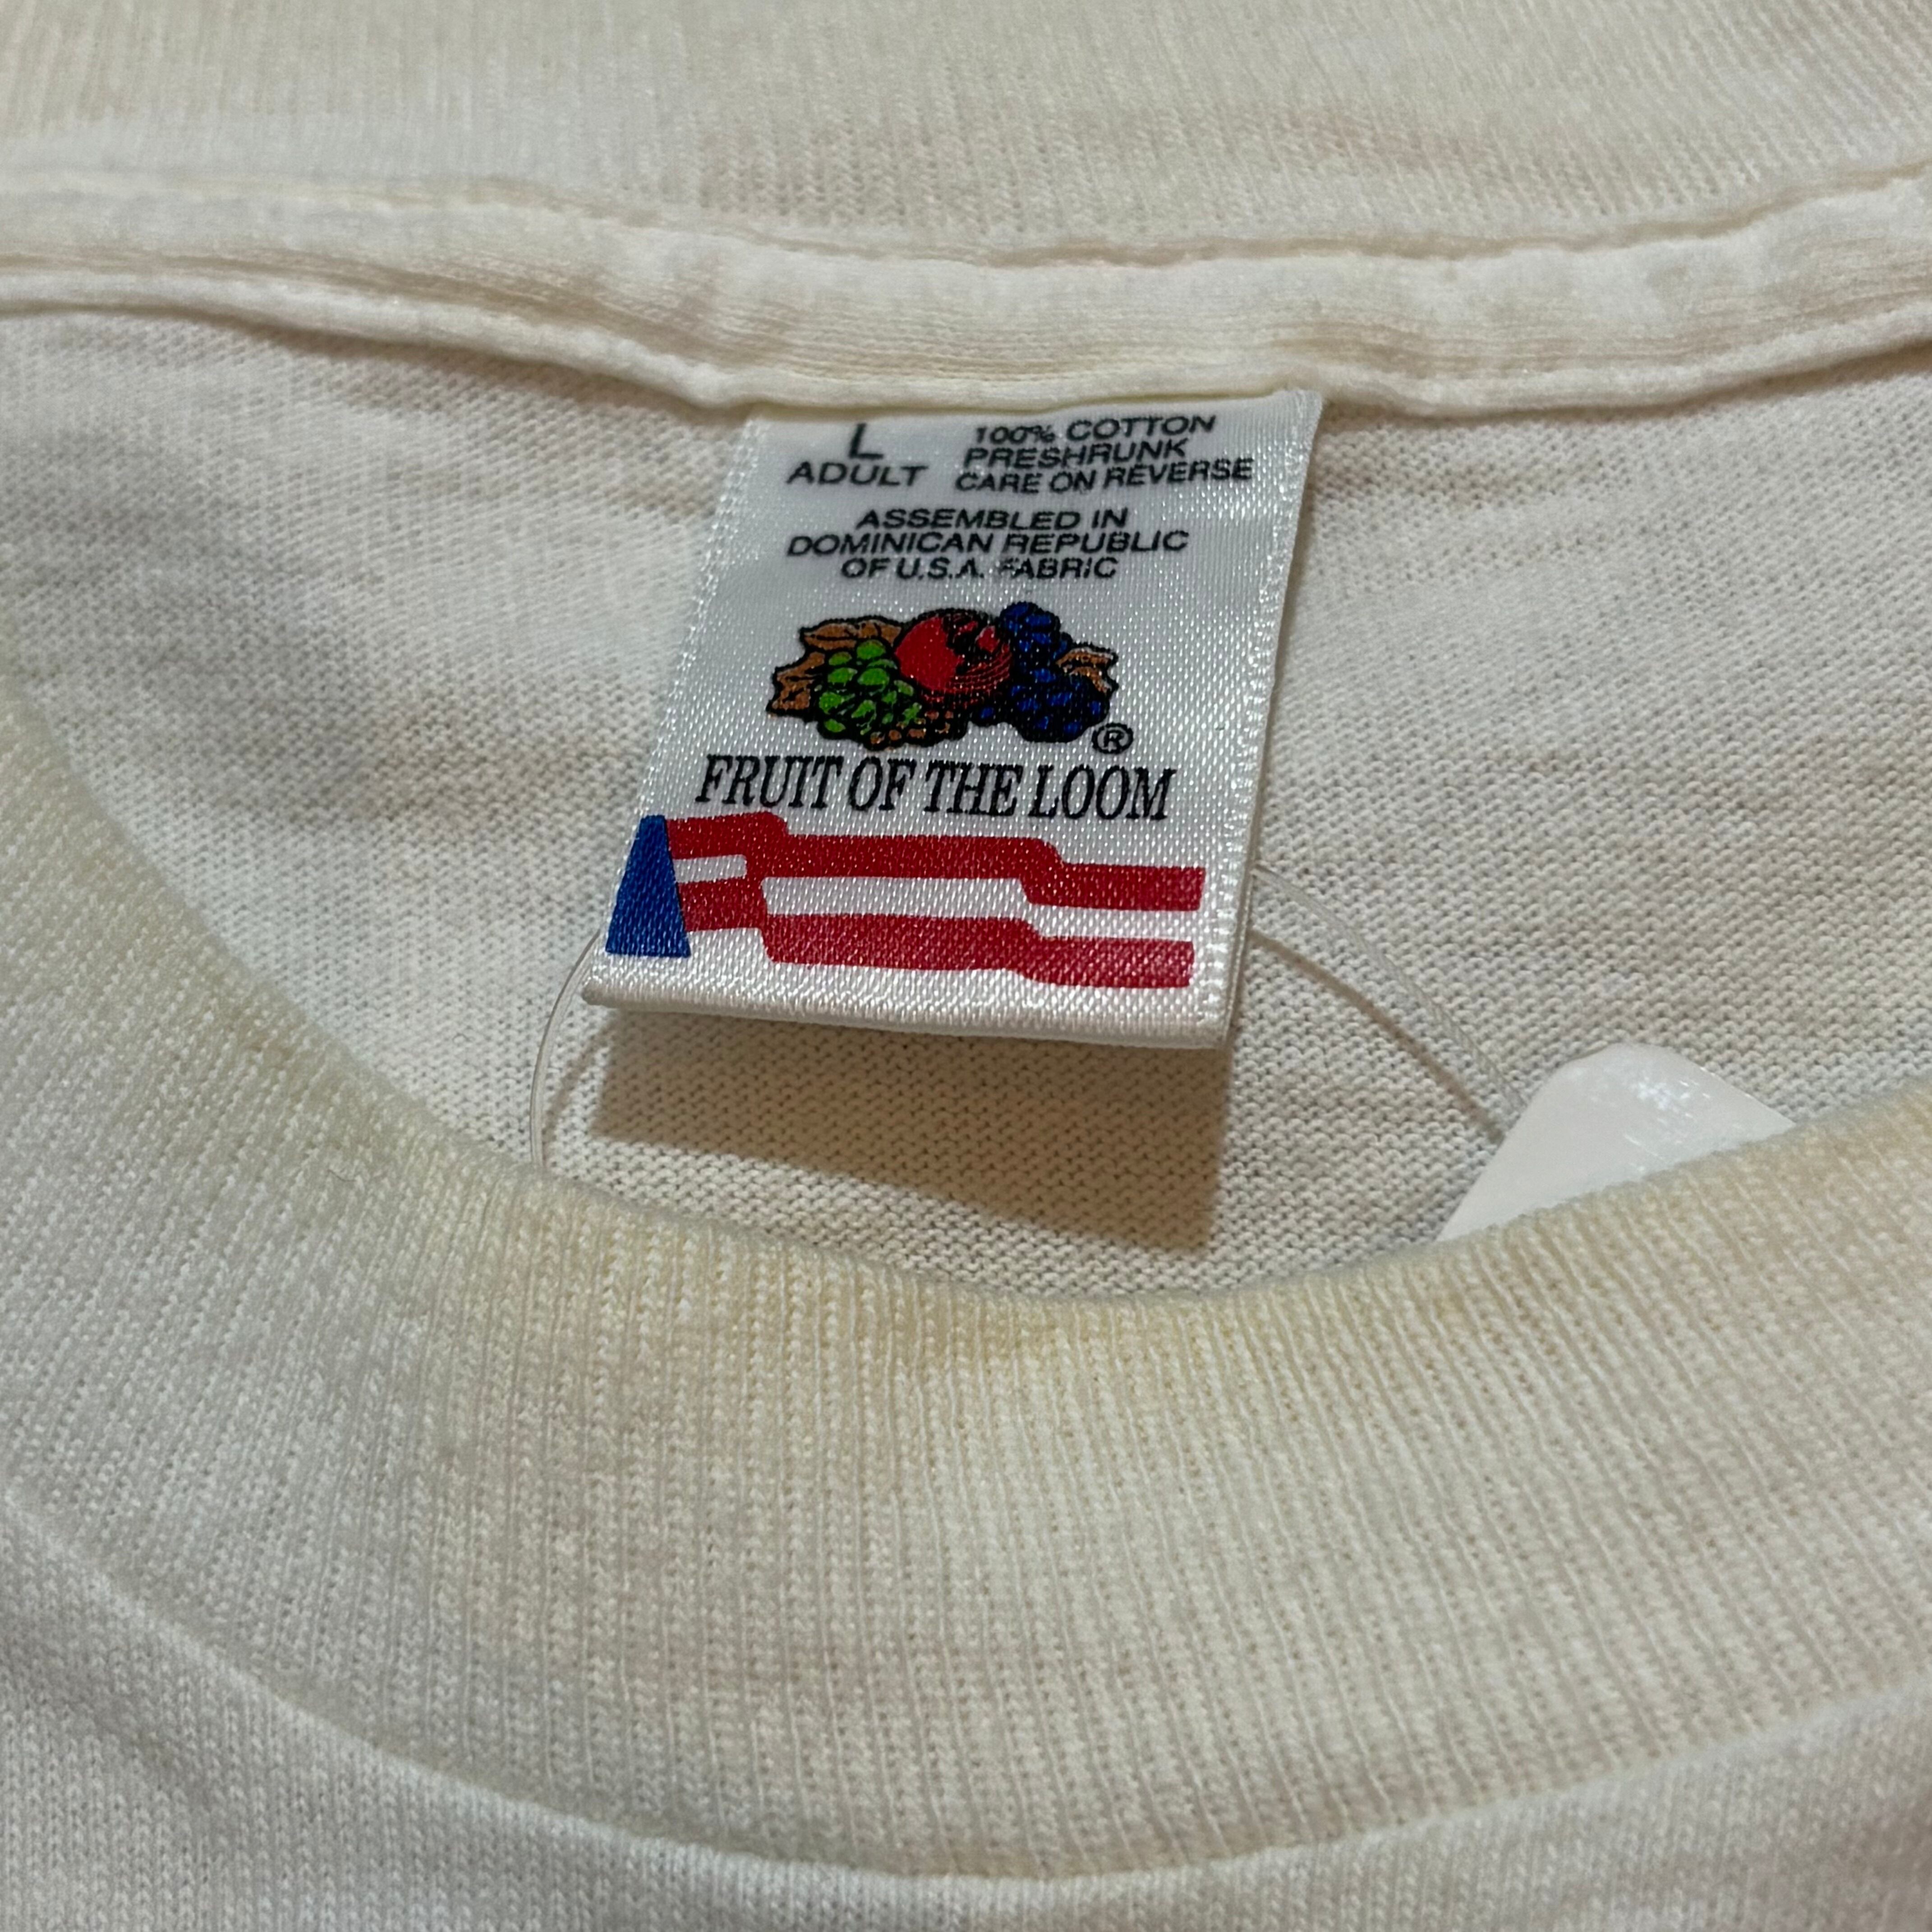 L
ADULT
100% COTTON
PRESHRUNK
CARE ON REVERSE
ASSEMBLED IN
DOMINICAN REPUBLIC
OF U.S.A. FABRIC
®
FRUIT OF THE LOOM